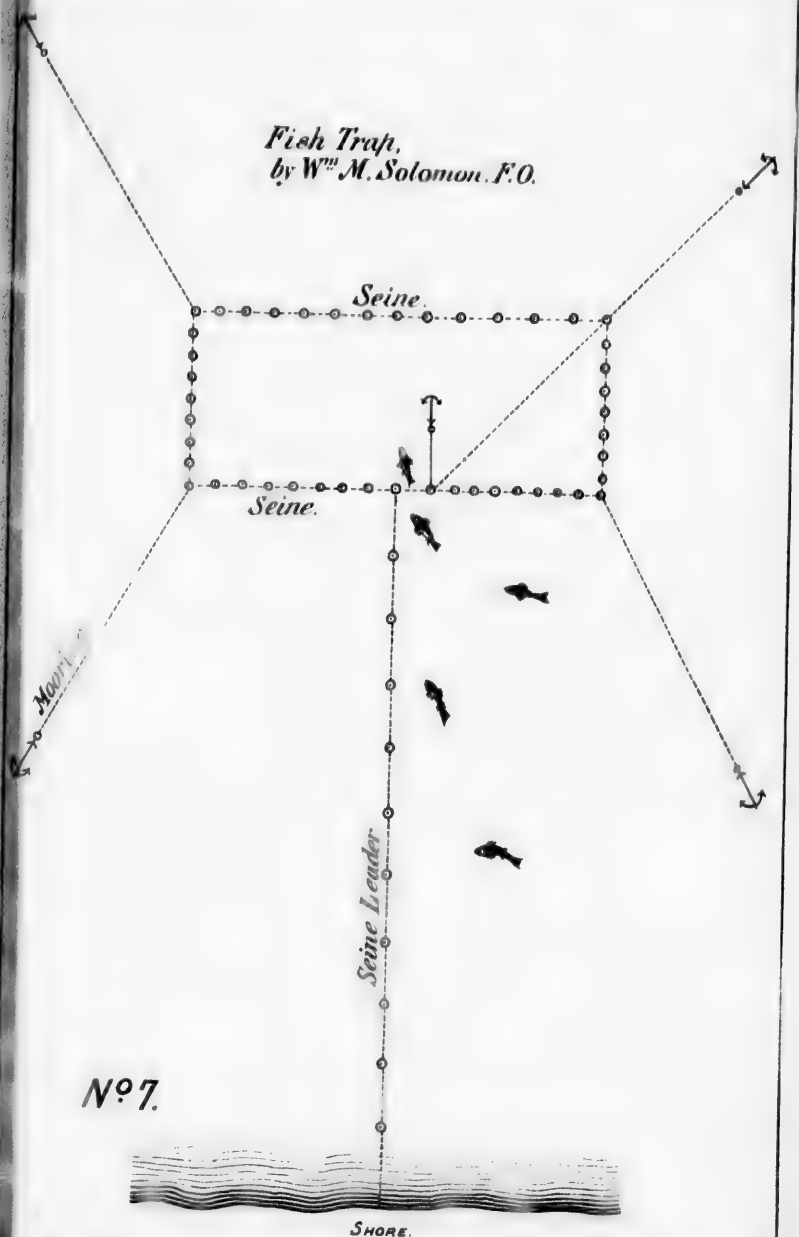 Fish Trap,
by Wm M. Solomon. F.O.
Seine.
Seine.
Seine Leader
No 7.
SHORE.